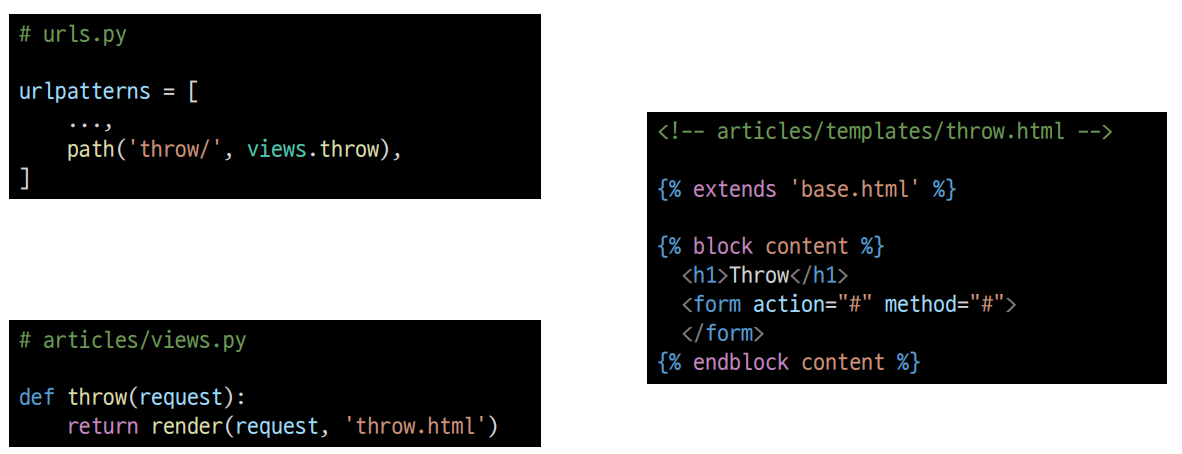 # urls.py
urlpatterns = [
    ...,
    path('throw/', views.throw),
]
# articles/views.py
def throw(request):
    return render(request, 'throw.html')
<!-- articles/templates/throw.html -->
{% extends 'base.html' %}
{% block content %}
  <h1>Throw</h1>
  <form action="#" method="#">
  </form>
{% endblock content %}